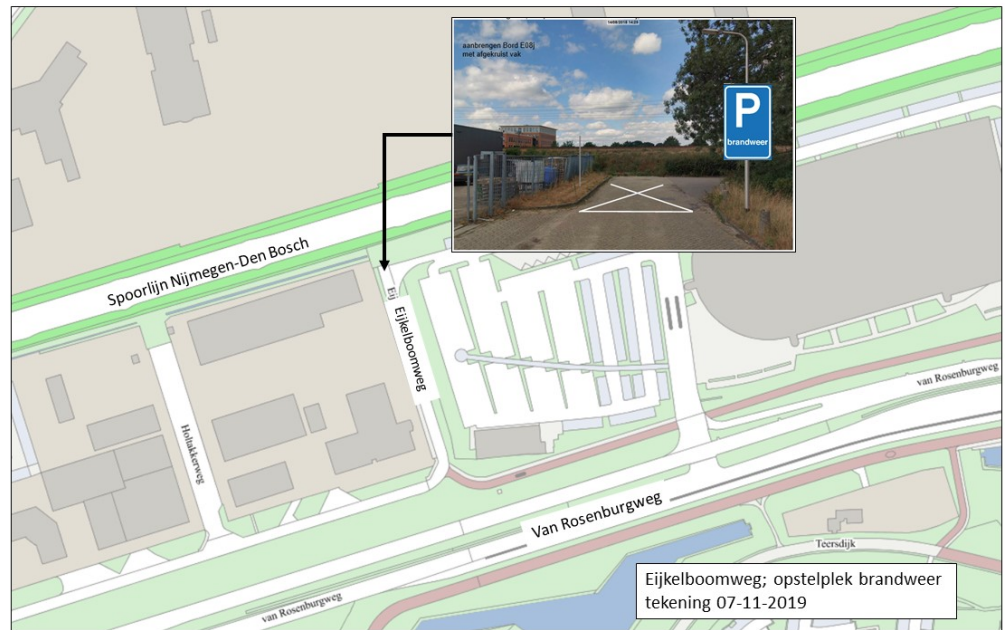 aanbrengen Bord E08j
met afgekruist vak
P
brandweer
Spoorlijn Nijmegen-Den Bosch
Eij
Eijkelboomweg
Holtakkerweg
van Rosenburgweg
Van Rosenburgweg
Teersdijk
van Rosenburgweg
Eijkelboomweg; opstelplek brandweer
tekening 07-11-2019